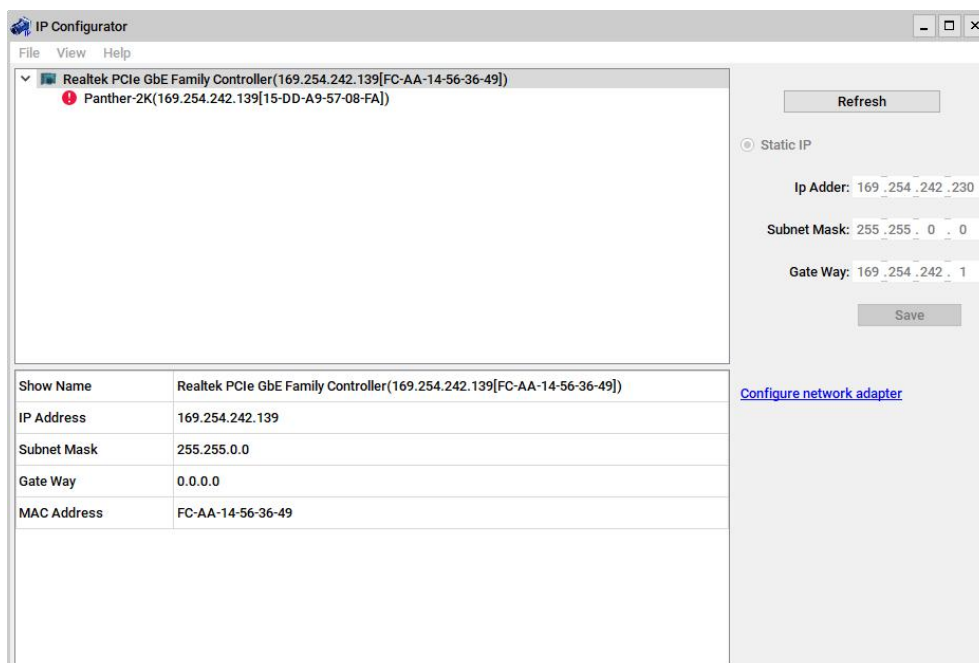 IP Configurator
File View Help
Realtek PCIe GbE Family Controller(169.254.242.139[FC-AA-14-56-36-49])
Panther-2K(169.254.242.139[15-DD-A9-57-08-FA])
Refresh
Static IP
Ip Adder: 169 .254 .242 .230
Subnet Mask: 255 .255 . 0 . 0
Gate Way: 169 .254 .242 . 1
Save
Show Name Realtek PCIe GbE Family Controller(169.254.242.139[FC-AA-14-56-36-49])
IP Address 169.254.242.139
Subnet Mask 255.255.0.0
Gate Way 0.0.0.0
MAC Address FC-AA-14-56-36-49
Configure network adapter